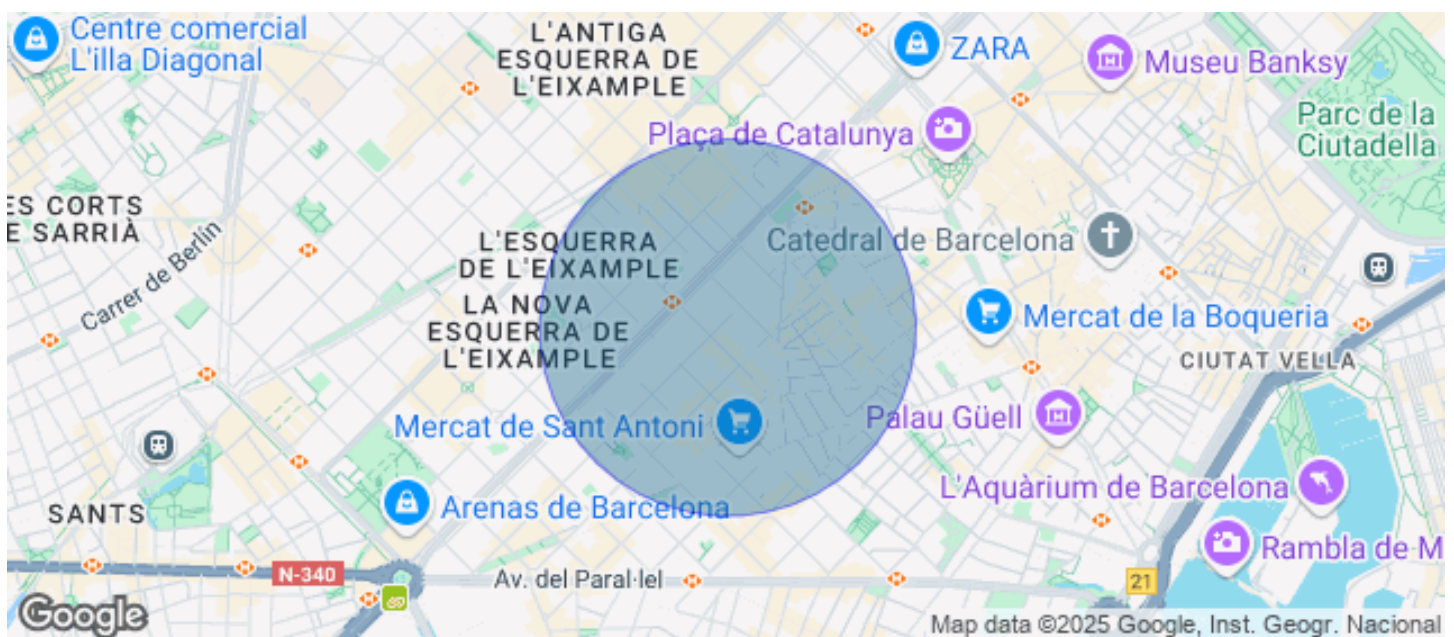 Centre comercial
L'illa Diagonal
L'ANTIGA
ESQUERRA DE
L'EIXAMPLE
ZARA
Museu Banksy
Plaça de Catalunya
Parc de la
Ciutadella
ES CORTS
E SARRIÀ
Carrer de Berlín
L'ESQUERRA
DE L'EIXAMPLE
Catedral de Barcelona
LA NOVA
ESQUERRA DE
L'EIXAMPLE
Mercat de la Boqueria
CIUTAT VELLA
Mercat de Sant Antoni
Palau Güell
L'Aquàrium de Barcelona
SANTS
Arenas de Barcelona
Rambla de M
N-340
Av. del Paral·lel
21
Google
Map data ©2025 Google, Inst. Geogr. Nacional